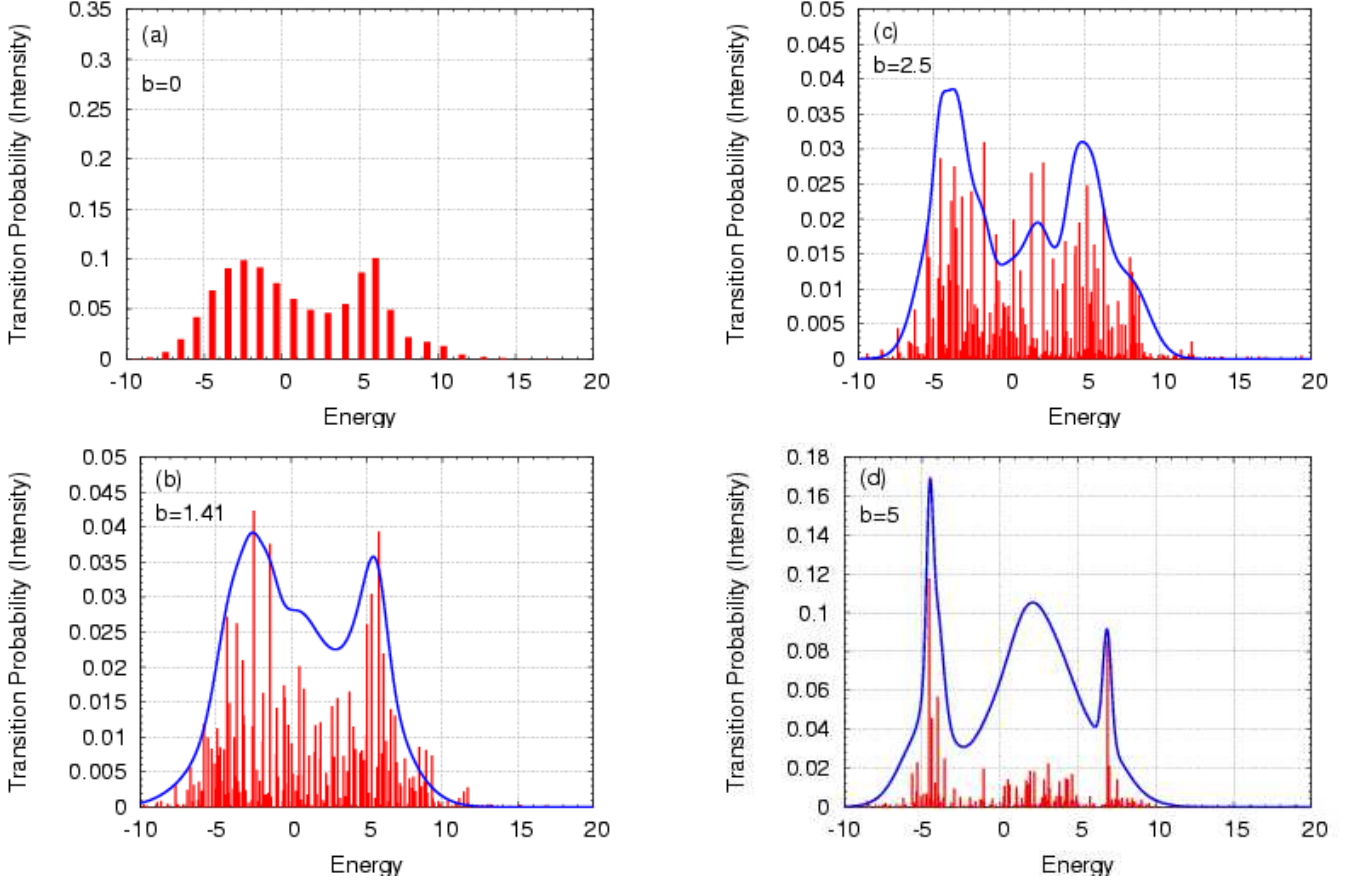 (a)
b=0
Transition Probability (Intensity)
0.35
0.3
0.25
0.2
0.15
0.1
0.05
0
-10 -5 0 5 10 15 20
Energy
(c)
b=2.5
Transition Probability (Intensity)
0.05
0.045
0.04
0.035
0.03
0.025
0.02
0.015
0.01
0.005
0
-10 -5 0 5 10 15 20
Energy
(b)
b=1.41
Transition Probability (Intensity)
0.05
0.045
0.04
0.035
0.03
0.025
0.02
0.015
0.01
0.005
0
-10 -5 0 5 10 15 20
Energy
(d)
b=5
Transition Probability (Intensity)
0.18
0.16
0.14
0.12
0.1
0.08
0.06
0.04
0.02
0
-10 -5 0 5 10 15 20
Energy